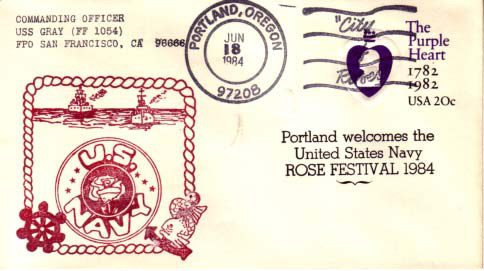 COMMANDING OFFICER
USS GRAY (FF 1054)
FPO SAN FRANCISCO, CA 96666
PORTLAND, OREGON
JUN
18
1984
97208
"City
Roses
The
Purple
Heart
1782
1982
USA 20c
Portland welcomes the
United States Navy
ROSE FESTIVAL 1984
U.S.
NAVY